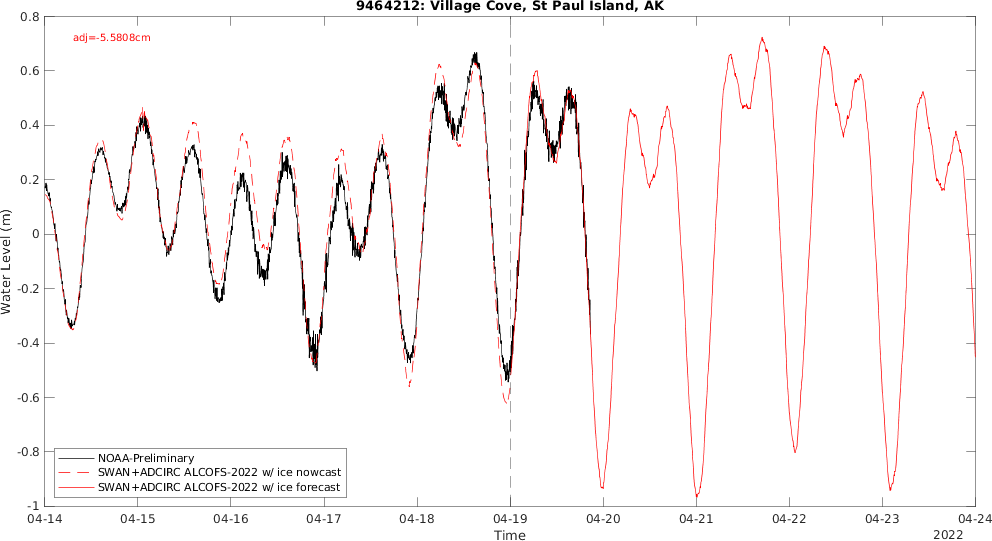 9464212: Village Cove, St Paul Island, AK
adj=-5.5808cm
Water Level (m)
0.8
0.6
0.4
0.2
0
-0.2
-0.4
-0.6
-0.8
-1
NOAA-Preliminary
SWAN+ADCIRC ALCOFS-2022 w/ ice nowcast
SWAN+ADCIRC ALCOFS-2022 w/ ice forecast
04-14 04-15 04-16 04-17 04-18 04-19 04-20 04-21 04-22 04-23 04-24
Time
2022